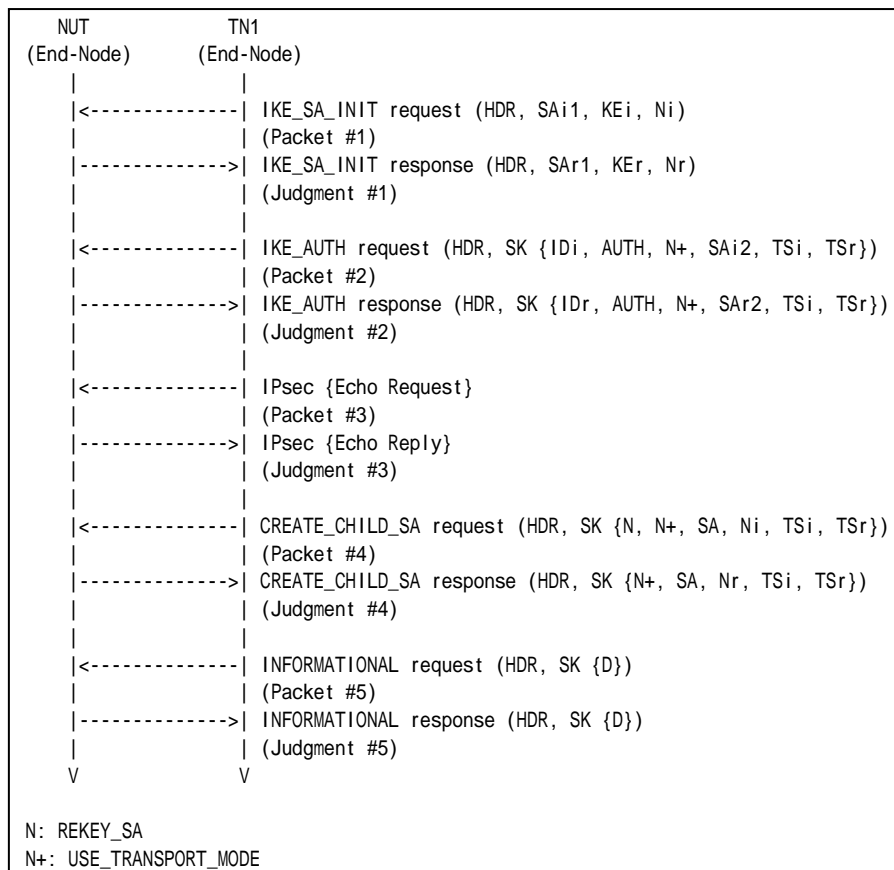 NUT TN1
(End-Node) (End-Node)
| |
|<--------------| IKE_SA_INIT request (HDR, SAi1, KEi, Ni)
| | (Packet #1)
|-------------->| IKE_SA_INIT response (HDR, SAr1, KEr, Nr)
| | (Judgment #1)
| |
|<--------------| IKE_AUTH request (HDR, SK {IDi, AUTH, N+, SAi2, TSi, TSr})
| | (Packet #2)
|-------------->| IKE_AUTH response (HDR, SK {IDr, AUTH, N+, SAr2, TSi, TSr})
| | (Judgment #2)
| |
|<--------------| IPsec {Echo Request}
| | (Packet #3)
|-------------->| IPsec {Echo Reply}
| | (Judgment #3)
| |
|<--------------| CREATE_CHILD_SA request (HDR, SK {N, N+, SA, Ni, TSi, TSr})
| | (Packet #4)
|-------------->| CREATE_CHILD_SA response (HDR, SK {N+, SA, Nr, TSi, TSr})
| | (Judgment #4)
| |
|<--------------| INFORMATIONAL request (HDR, SK {D})
| | (Packet #5)
|-------------->| INFORMATIONAL response (HDR, SK {D})
| | (Judgment #5)
V V
N: REKEY_SA
N+: USE_TRANSPORT_MODE